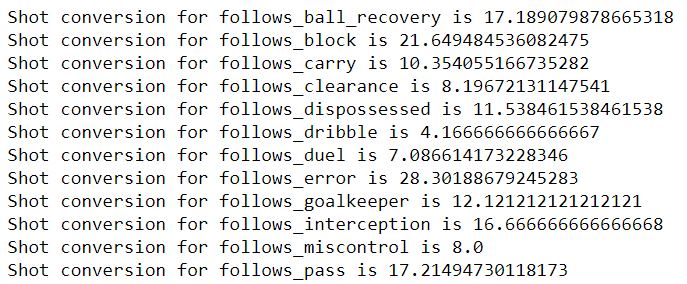 Shot conversion for follows_ball_recovery is 17.189079878665318
Shot conversion for follows_block is 21.649484536082475
Shot conversion for follows_carry is 10.354055166735282
Shot conversion for follows_clearance is 8.19672131147541
Shot conversion for follows_dispossessed is 11.538461538461538
Shot conversion for follows_dribble is 4.166666666666667
Shot conversion for follows_duel is 7.086614173228346
Shot conversion for follows_error is 28.30188679245283
Shot conversion for follows_goalkeeper is 12.121212121212121
Shot conversion for follows_interception is 16.666666666666668
Shot conversion for follows_miscontrol is 8.0
Shot conversion for follows_pass is 17.21494730118173